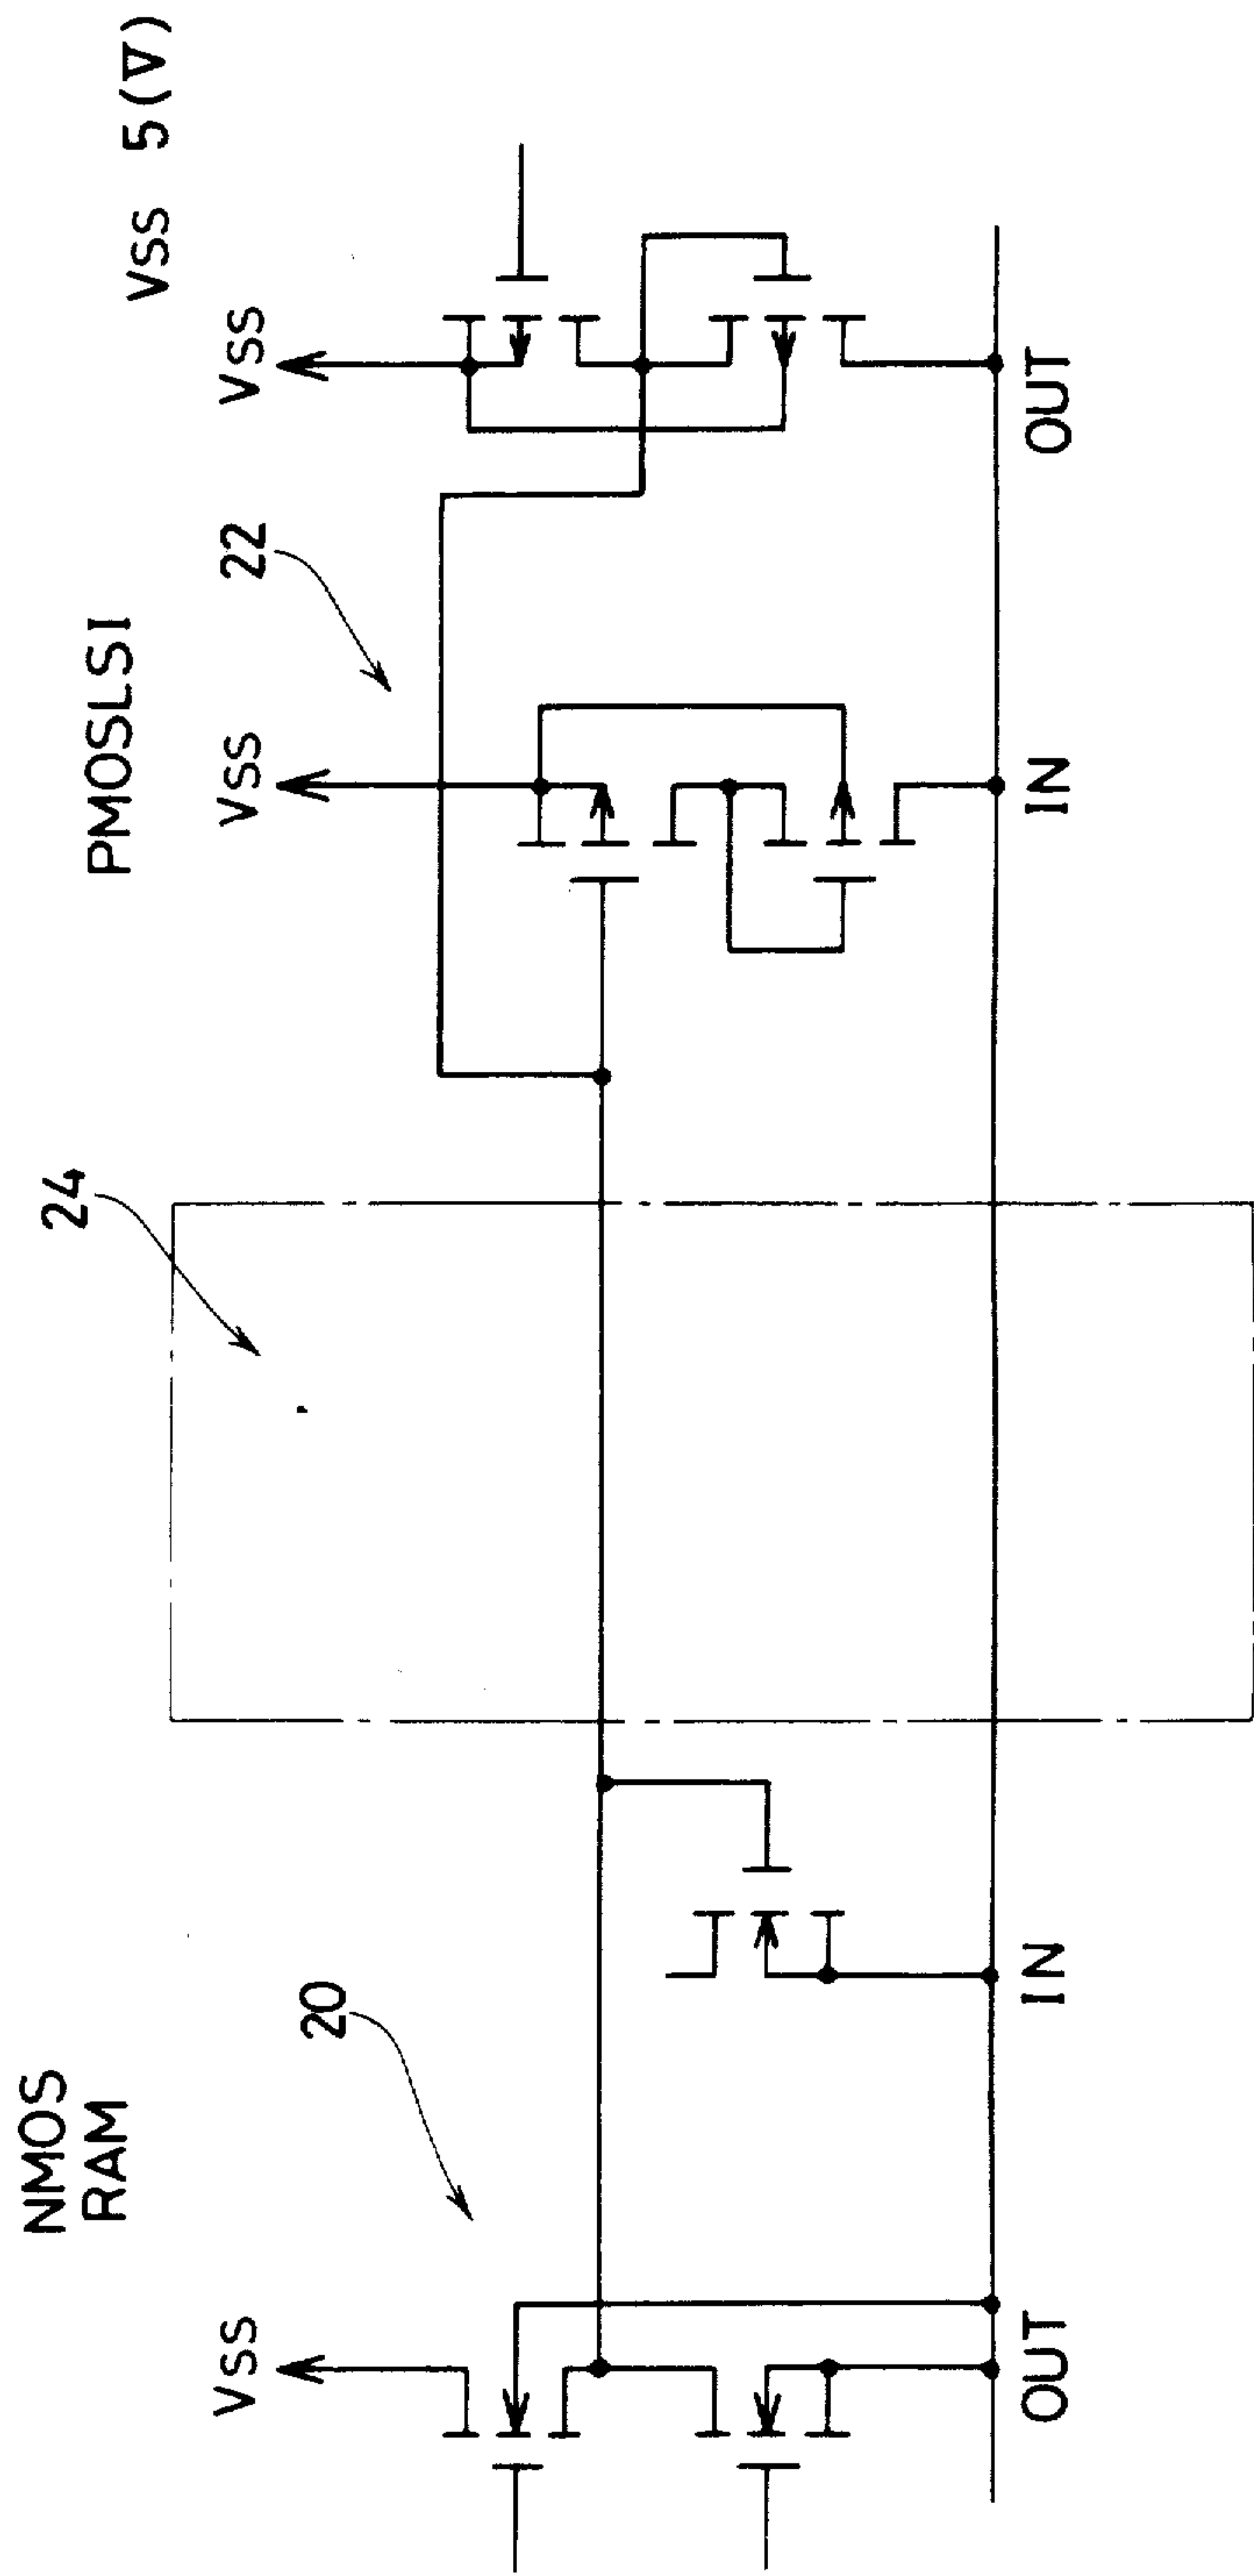 NMOS
RAM
24
PMOSLSI
VSS 5(V)
VSS
20
VSS
22
VSS
OUT
IN
IN
OUT